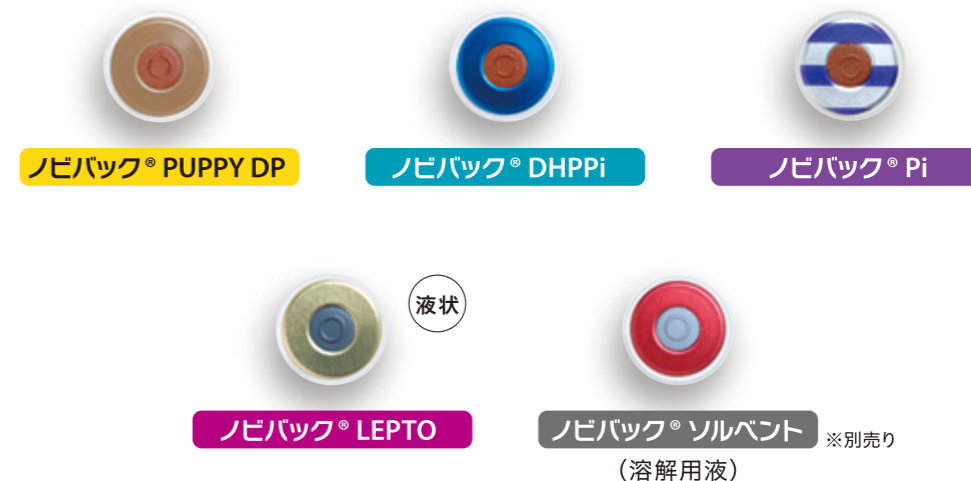 ノビバック® PUPPY DP
ノビバック® DHPPi
ノビバック® Pi
液状
ノビバック® LEPTO
ノビバック® ソルベント
※別売り
（溶解用液）